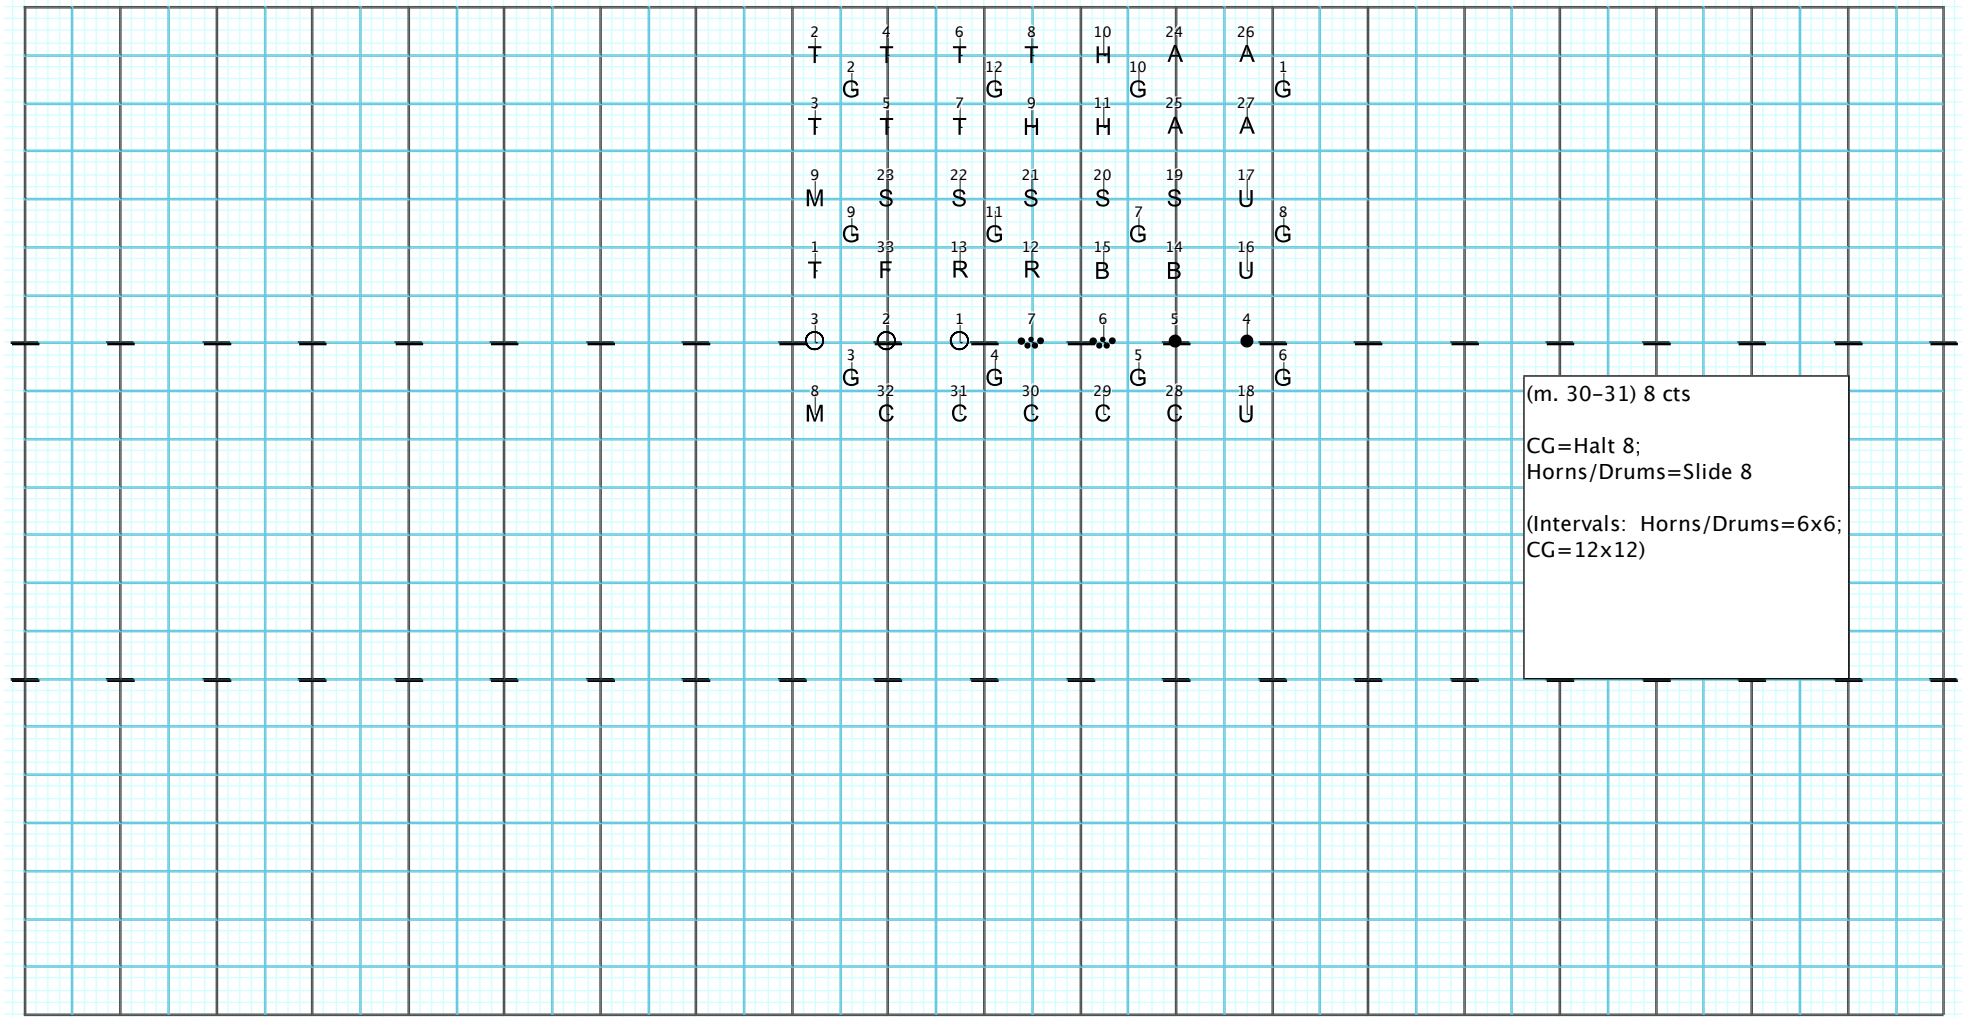 2 4 6 8 10 24 26
T T T T H A A
2 12 10 1
G G G G
3 5 7 9 11 25 27
T T T H H A A
9 23 22 21 20 19 17
M S S S S S U
9 11 7 8
G G G G
1 33 13 12 15 14 16
T F R R B B U
3 2 1 7 6 5 4
3 4 5 6
G G G G
8 32 31 30 29 28 18
M C C C C C U
(m. 30-31) 8 cts
CG=Halt 8;
Horns/Drums=Slide 8
(Intervals: Horns/Drums=6x6;
CG=12x12)